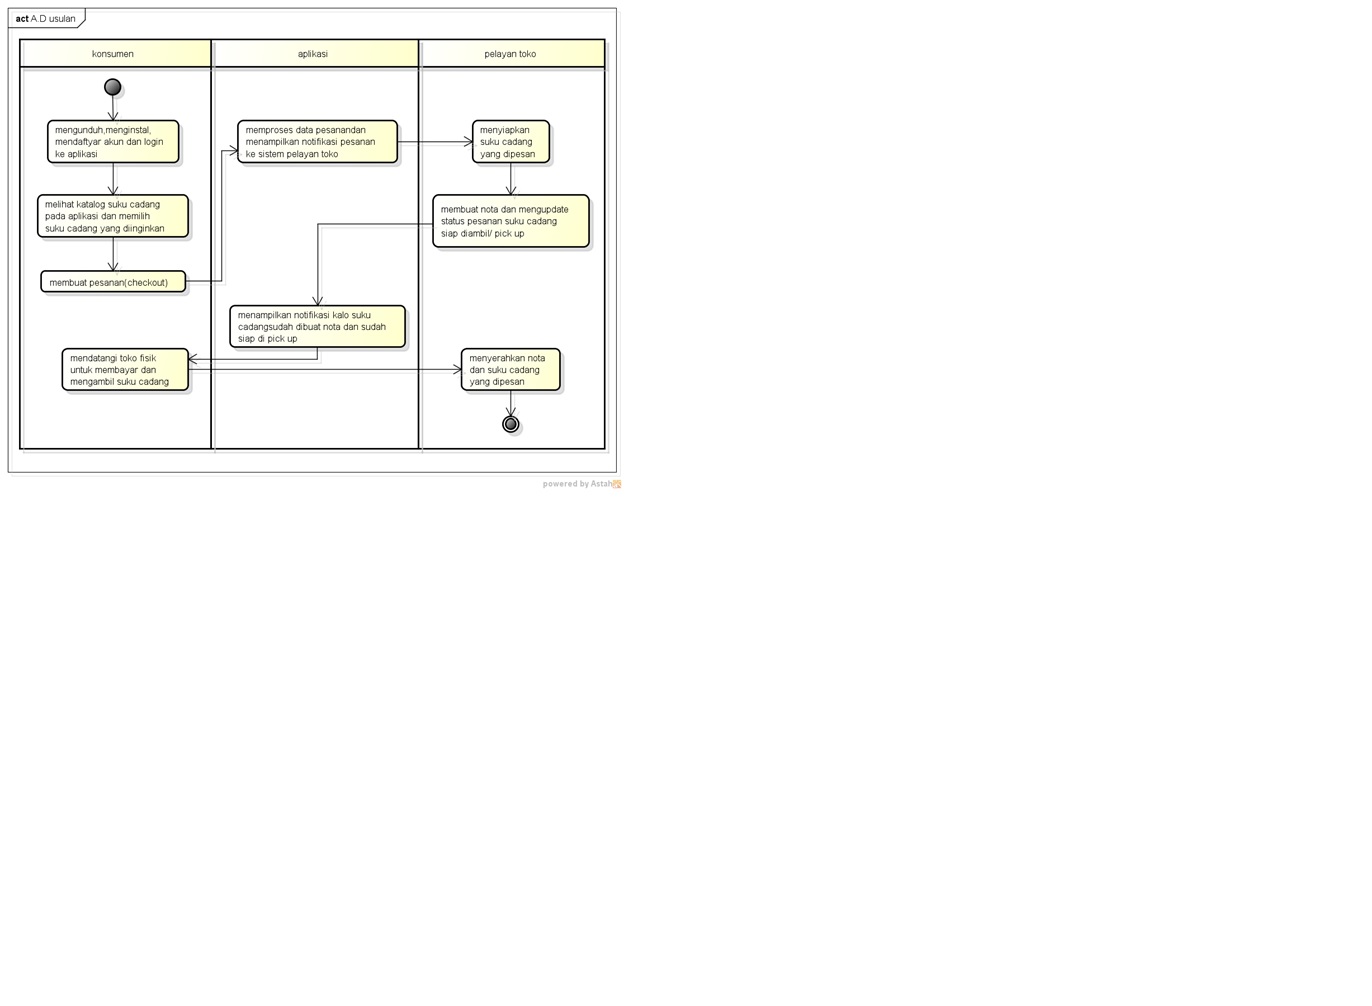 act A.D usulan
konsumen
aplikasi
pelayan toko
mengunduh,menginstal,
mendaftyar akun dan login
ke aplikasi
memproses data pesanandan
menampilkan notifikasi pesanan
ke sistem pelayan toko
menyiapkan
suku cadang
yang dipesan
melihat katalog suku cadang
pada aplikasi dan memilih
suku cadang yang diinginkan
membuat nota dan mengupdate
status pesanan suku cadang
siap diambil/ pick up
membuat pesanan(checkout)
menampilkan notifikasi kalo suku
cadangsudah dibuat nota dan sudah
siap di pick up
mendatangi toko fisik
untuk membayar dan
mengambil suku cadang
menyerahkan nota
dan suku cadang
yang dipesan
powered by Astah